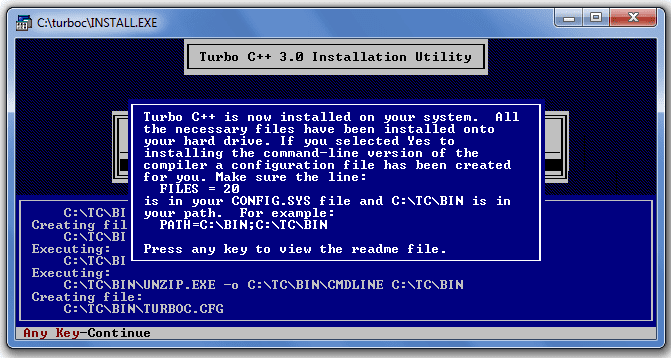 C:\turboc\INSTALL.EXE
Turbo C++ 3.0 Installation Utility
Turbo C++ is now installed on your system.  All
the necessary files have been installed onto
your hard drive. If you selected Yes to
installing the command-line version of the
compiler a configuration file has been created
for you. Make sure the line:
FILES = 20
is in your CONFIG.SYS file and C:\TC\BIN is in
your path.  For example:
PATH=C:\BIN;C:\TC\BIN
Press any key to view the readme file.
C:\TC\BI
Creating fil
C:\TC\BI
Executing:
C:\TC\BI
Executing:
C:\TC\BIN\UNZIP.EXE -o C:\TC\BIN\CMDLINE C:\TC\BIN
Creating file:
C:\TC\BIN\TURBOC.CFG
Any Key-Continue